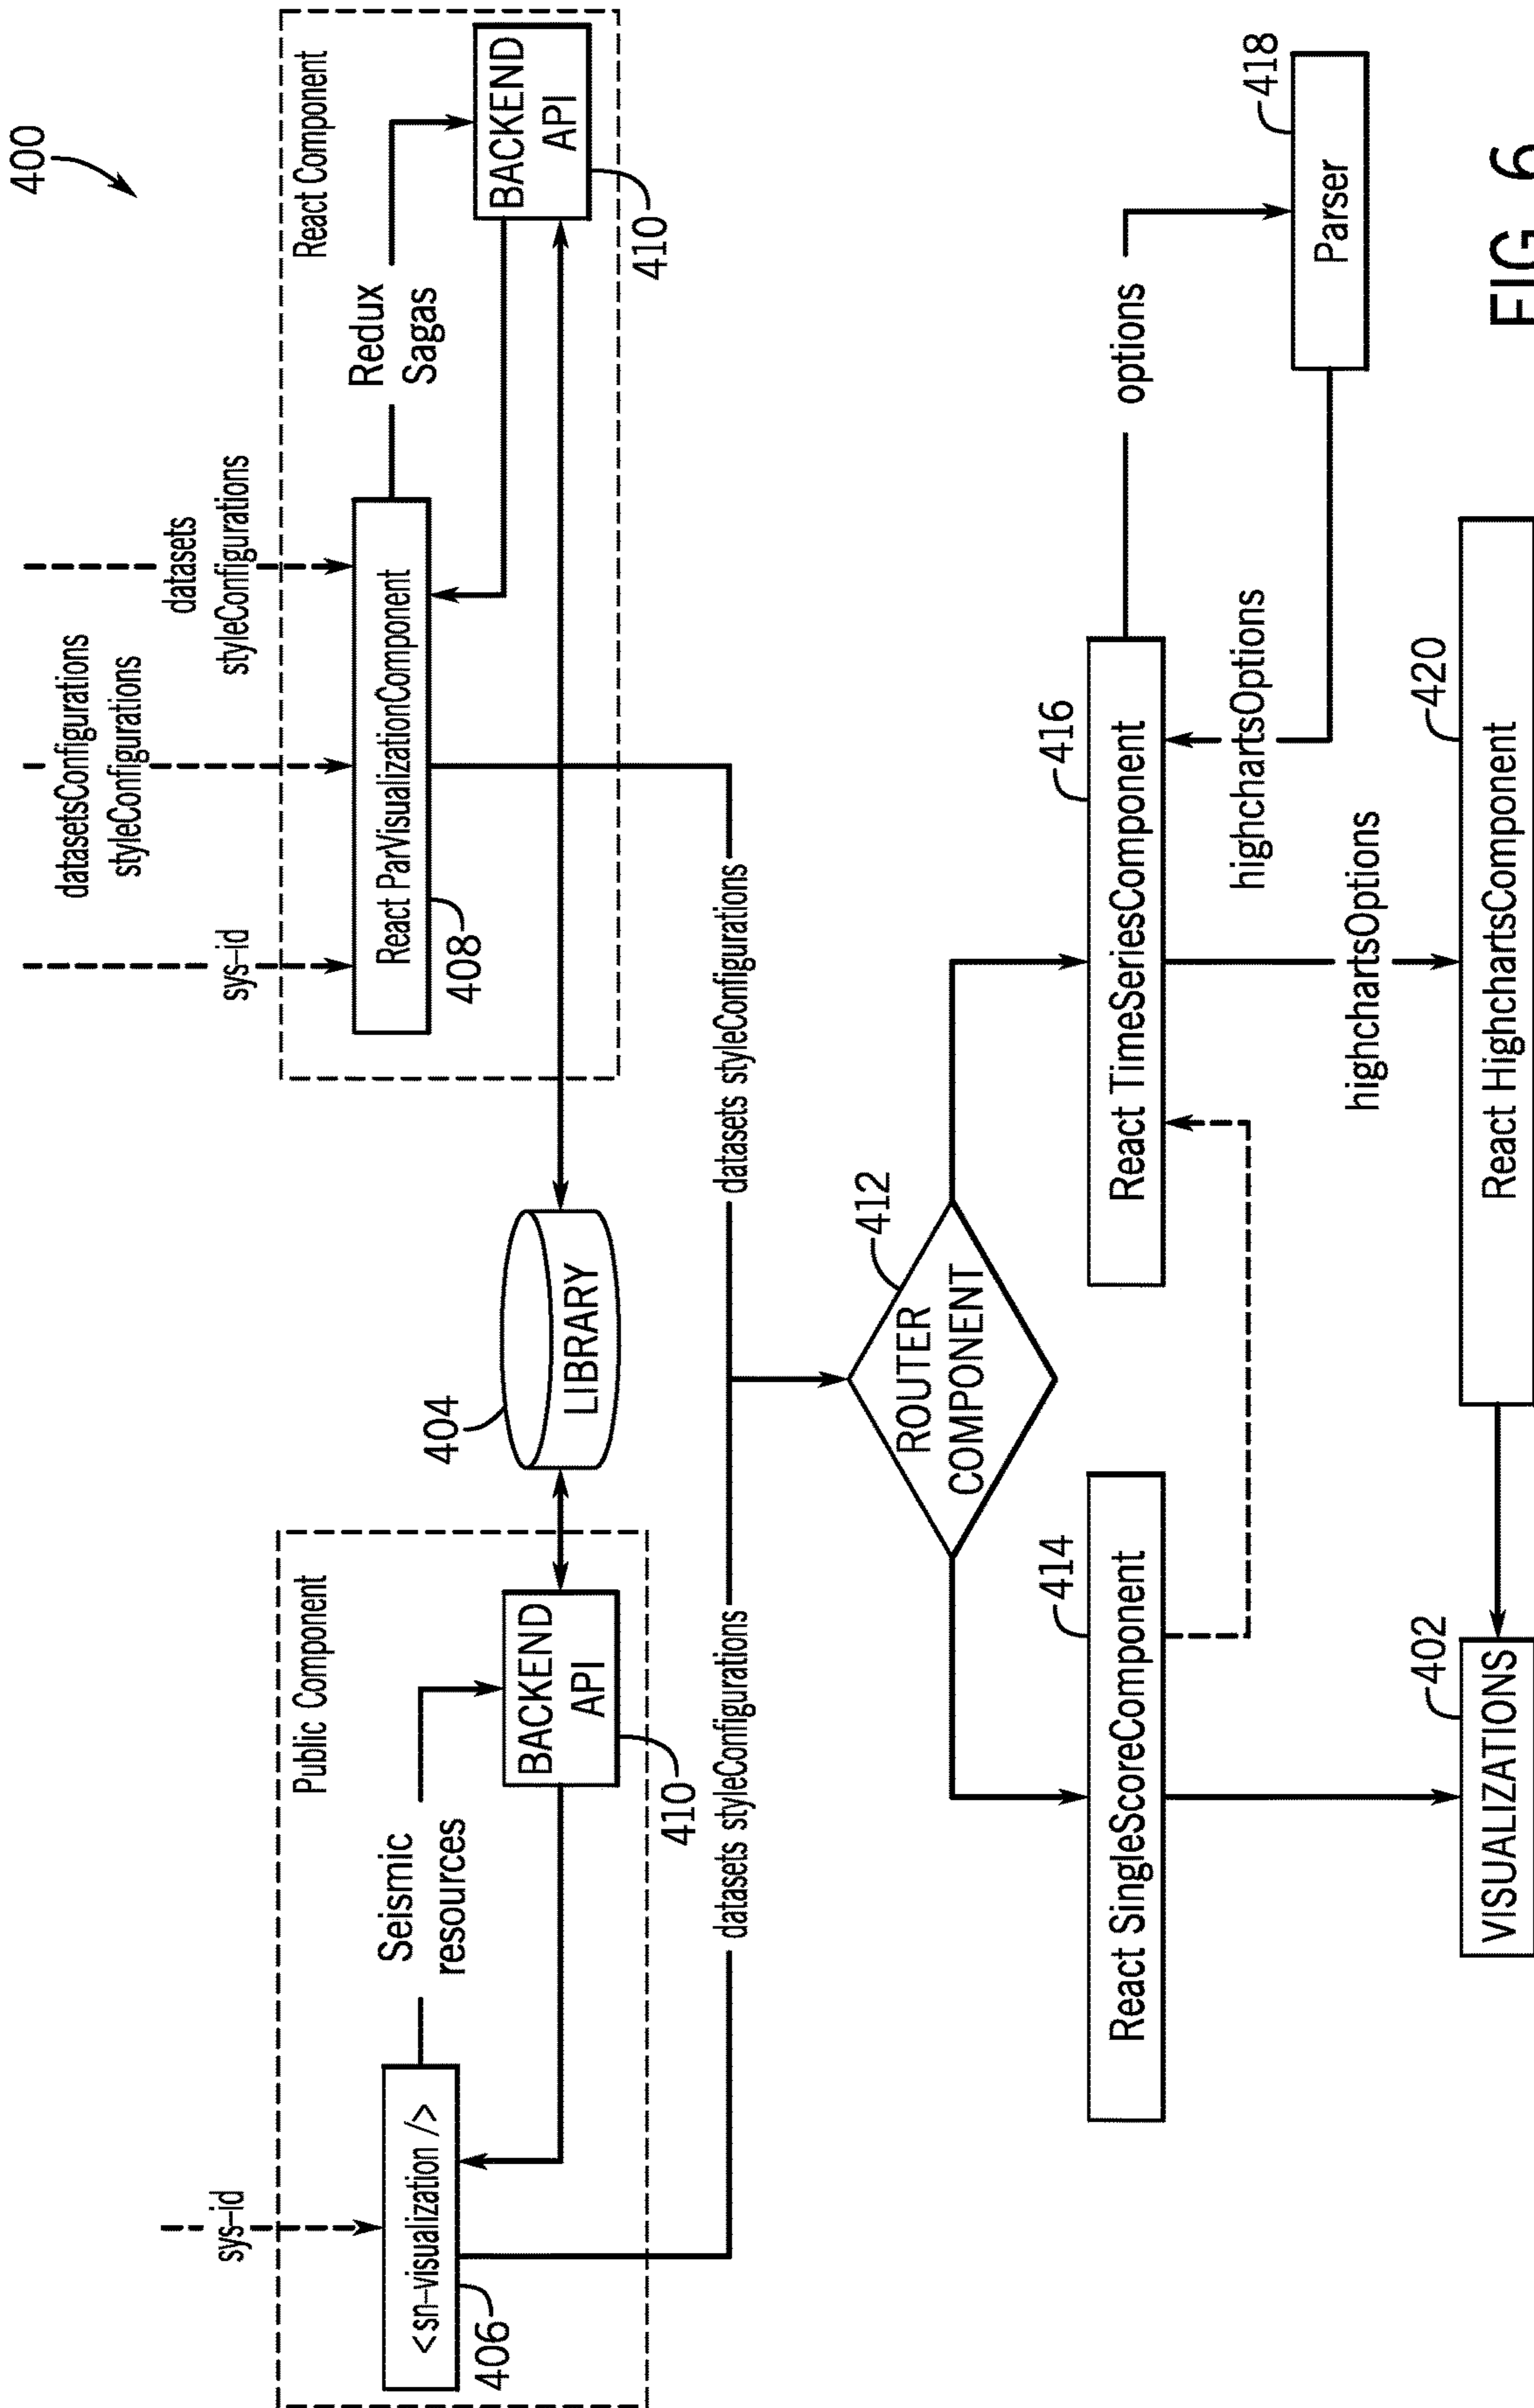 400
sys-id
datasetsConfigurations
styleConfigurations
datasets
styleConfigurations
Public Component
<sn-visualization />
406
Seismic
resources
BACKEND
API
410
404
LIBRARY
React Component
sys-id
React ParVisualizationComponent
408
Redux
Sagas
BACKEND
API
410
datasets styleConfigurations
datasets styleConfigurations
412
ROUTER
COMPONENT
414
React SingleScoreComponent
416
React TimeSeriesComponent
options
418
Parser
highchartsOptions
highchartsOptions
402
VISUALIZATIONS
420
React HighchartsComponent
FIG. 6